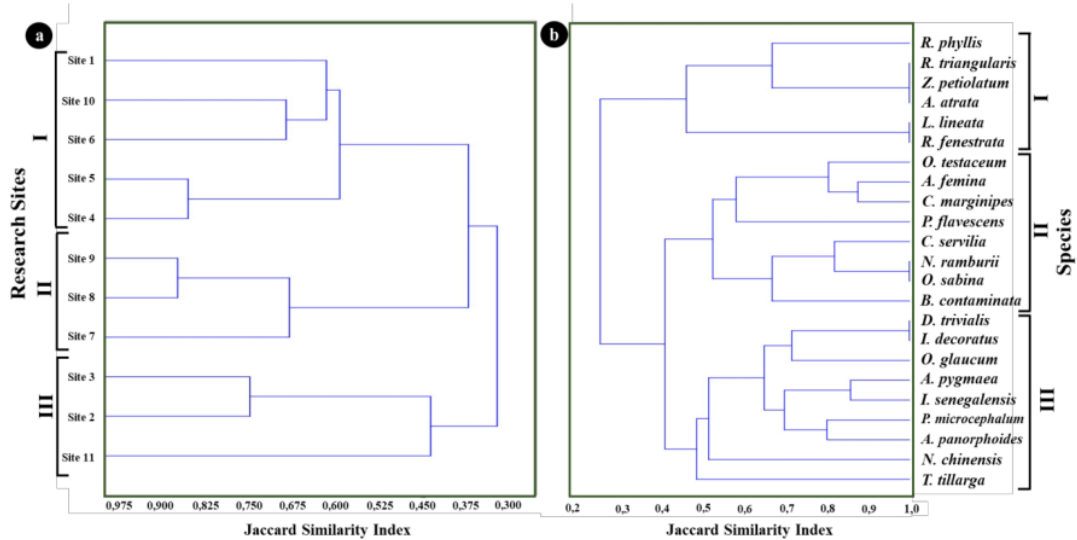 a
Research Sites
I
II
III
Site 1
Site 10
Site 6
Site 5
Site 4
Site 9
Site 8
Site 7
Site 3
Site 2
Site 11
0,975 0,900 0,825 0,750 0,675 0,600 0,525 0,450 0,375 0,300
Jaccard Similarity Index
b
R. phyllis
R. triangularis
Z. petiolatum
A. atrata
L. lineata
R. fenestrata
O. testaceum
A. femina
C. marginipes
P. flavescens
C. servilia
N. ramburii
O. sabina
B. contaminata
D. trivialis
I. decoratus
O. glaucum
A. pygmaea
I. senegalensis
P. microcephalum
A. panorphoides
N. chinensis
T. tillarga
I
II
III
Species
0,2 0,3 0,4 0,5 0,6 0,7 0,8 0,9 1,0
Jaccard Similarity Index